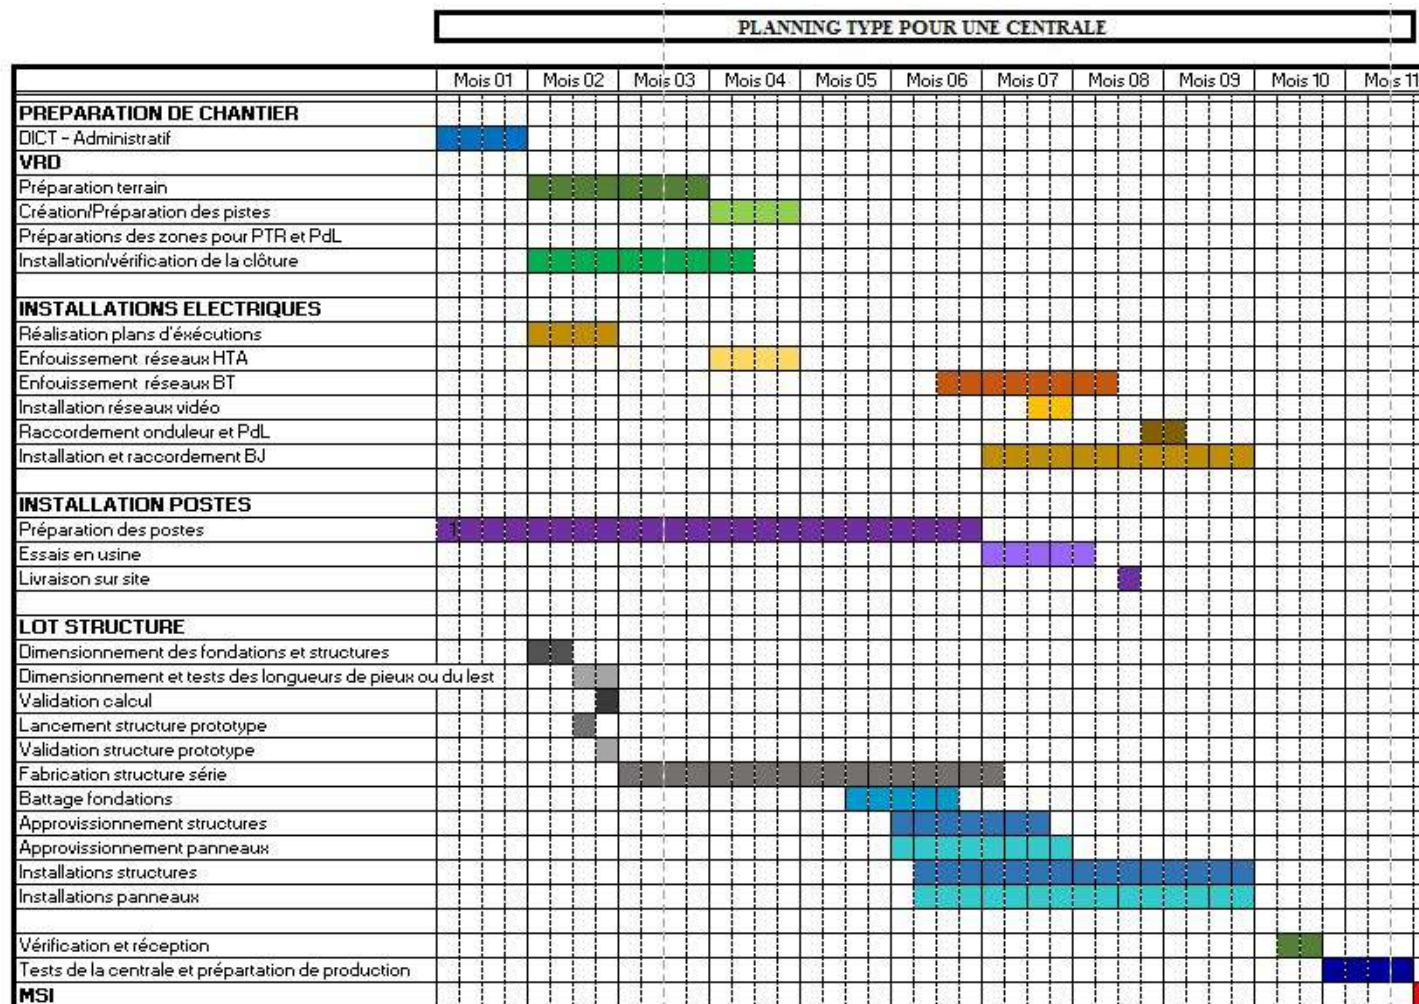 PLANNING TYPE POUR UNE CENTRALE
Mois 01 Mois 02 Mois 03 Mois 04 Mois 05 Mois 06 Mois 07 Mois 08 Mois 09 Mois 10 Mois 11
PREPARATION DE CHANTIER
DICT - Administratif
VRD
Préparation terrain
Création/Préparation des pistes
Préparations des zones pour PTR et PdL
Installation/vérification de la clôture
INSTALLATIONS ELECTRIQUES
Réalisation plans d'éxécutions
Enfouissement réseaux HTA
Enfouissement réseaux BT
Installation réseaux vidéo
Raccordement onduleur et PdL
Installation et raccordement BJ
INSTALLATION POSTES
Préparation des postes 1
Essais en usine
Livraison sur site
LOT STRUCTURE
Dimensionnement des fondations et structures
Dimensionnement et tests des longueurs de pieux ou du lest
Validation calcul
Lancement structure prototype
Validation structure prototype
Fabrication structure série
Battage fondations
Approvissionnement structures
Approvissionnement panneaux
Installations structures
Installations panneaux
Vérification et réception
Tests de la centrale et prépartation de production
MSI